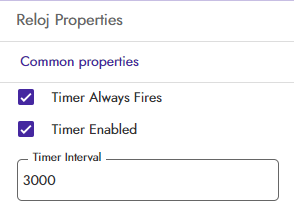 Reloj Properties
Common properties
Timer Always Fires
Timer Enabled
Timer Interval
3000